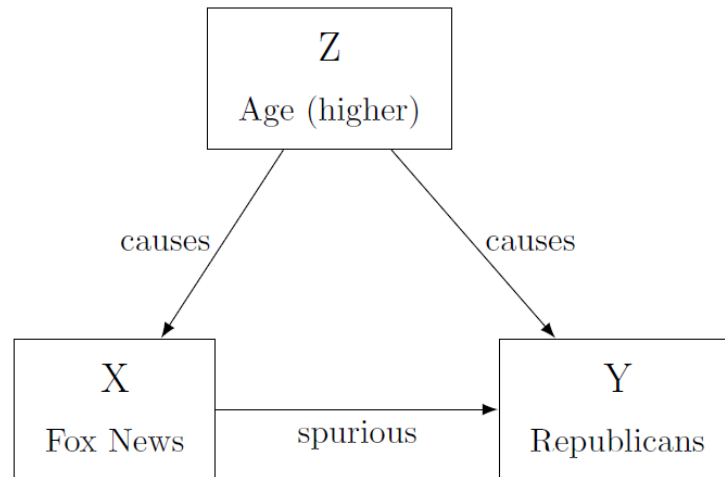 Z
Age (higher)
causes
causes
X
Fox News
spurious
Y
Republicans